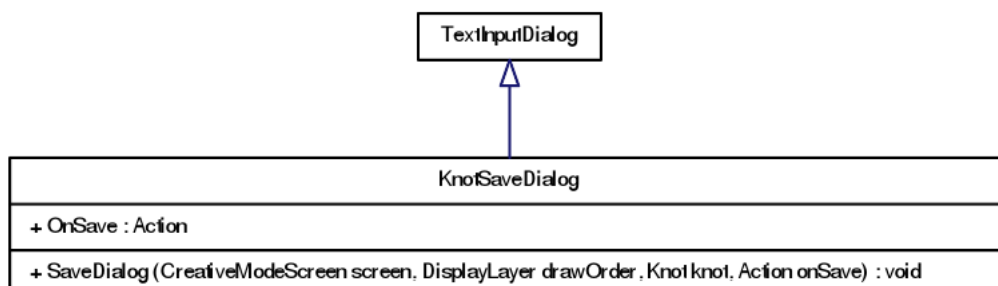 TextInputDialog
KnotSaveDialog
+ OnSave : Action
+ SaveDialog (CreativeModeScreen screen, DisplayLayer drawOrder, Knot knot, Action onSave) : void